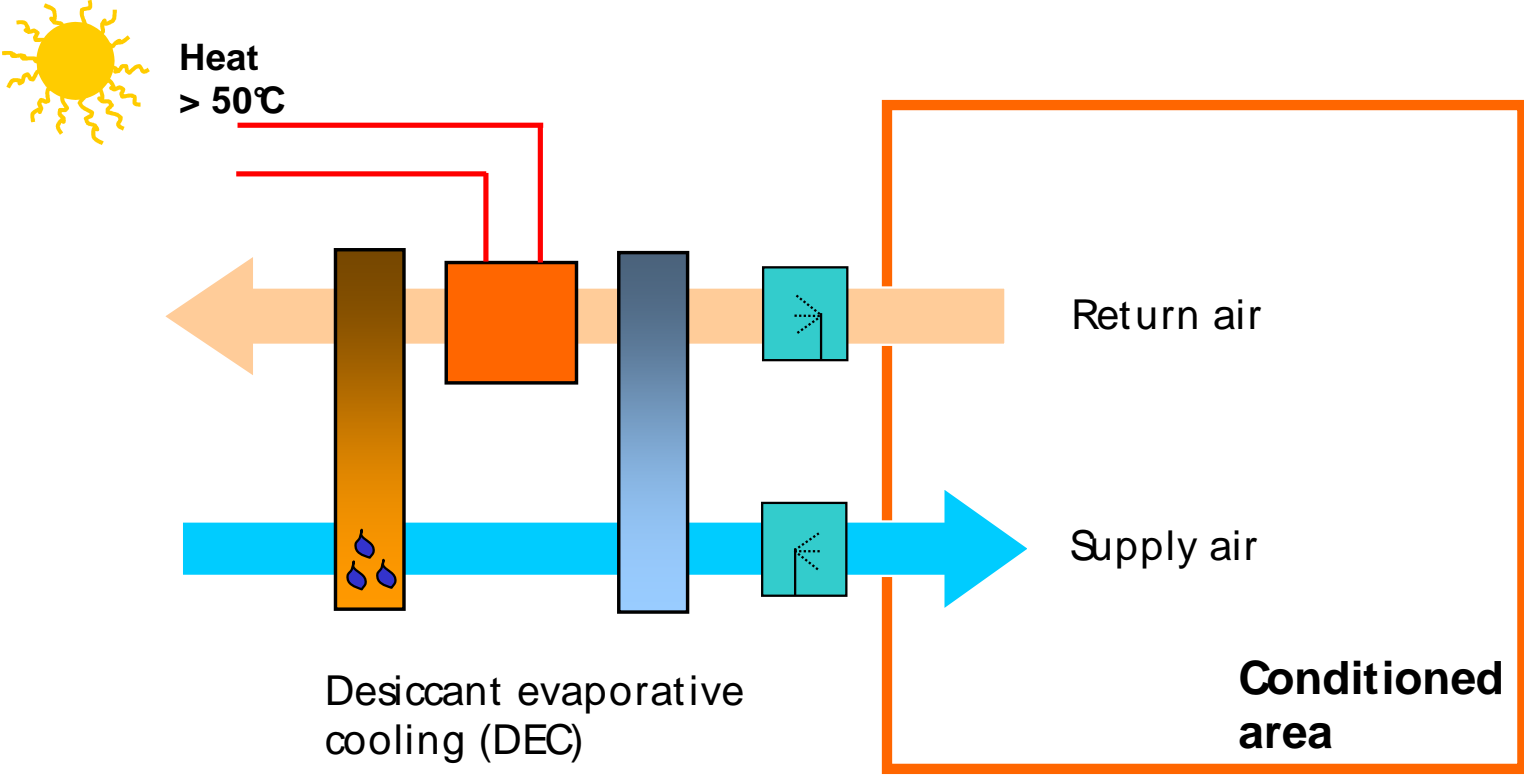 Heat
> 50°C
Return air
Supply air
Desiccant evaporative
cooling (DEC)
Conditioned
area